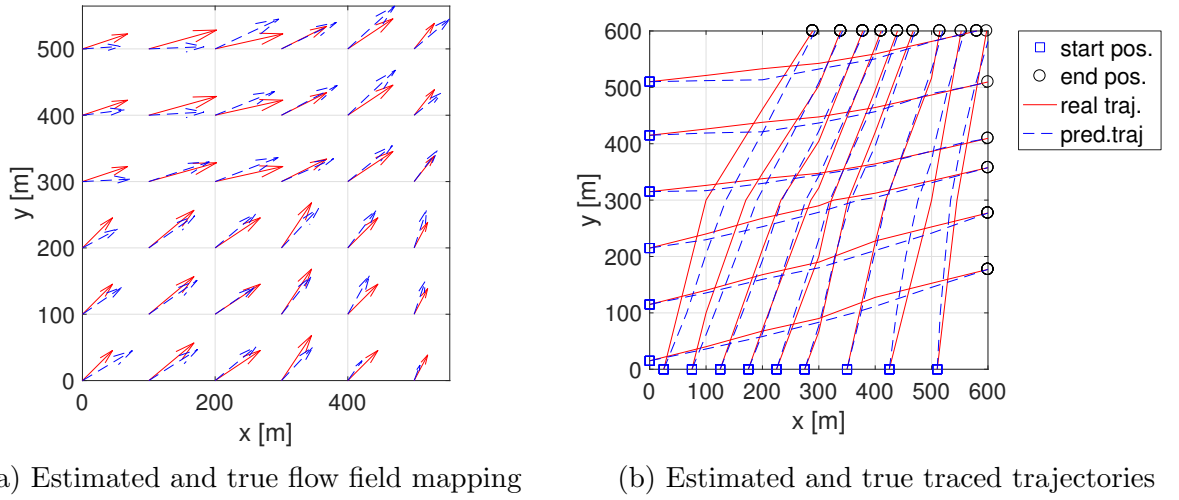 500
400
300
200
100
0
0
200
400
x [m]
y [m]
600
500
400
300
200
100
0
0 100 200 300 400 500 600
x [m]
y [m]
start pos.
end pos.
real traj.
pred.traj
a) Estimated and true flow field mapping
(b) Estimated and true traced trajectories